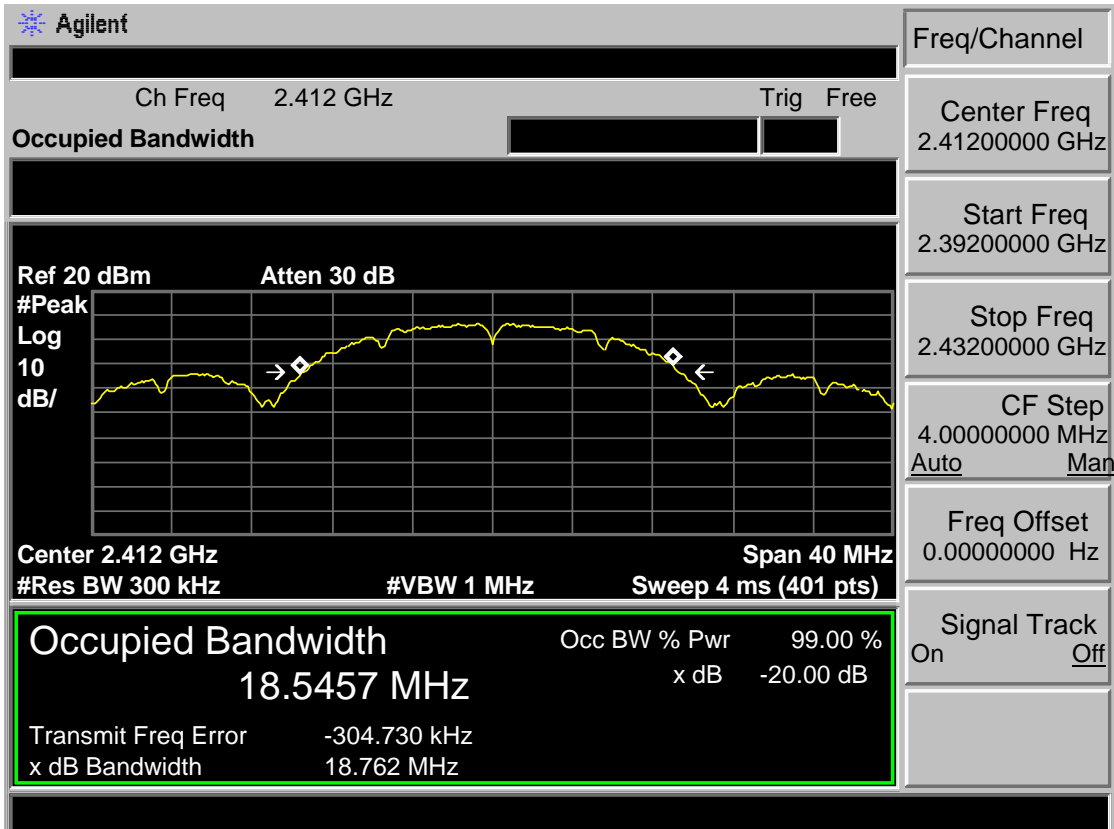 Agilent
Freq/Channel
Ch Freq 2.412 GHz Trig Free
Occupied Bandwidth
Center Freq
2.41200000 GHz
Start Freq
2.39200000 GHz
Stop Freq
2.43200000 GHz
CF Step
4.00000000 MHz
Auto Man
Freq Offset
0.00000000 Hz
Signal Track
On Off
Ref 20 dBm Atten 30 dB
#Peak
Log
10
dB/
Center 2.412 GHz Span 40 MHz
#Res BW 300 kHz #VBW 1 MHz Sweep 4 ms (401 pts)
Occupied Bandwidth
18.5457 MHz
Occ BW % Pwr 99.00 %
x dB -20.00 dB
Transmit Freq Error -304.730 kHz
x dB Bandwidth 18.762 MHz